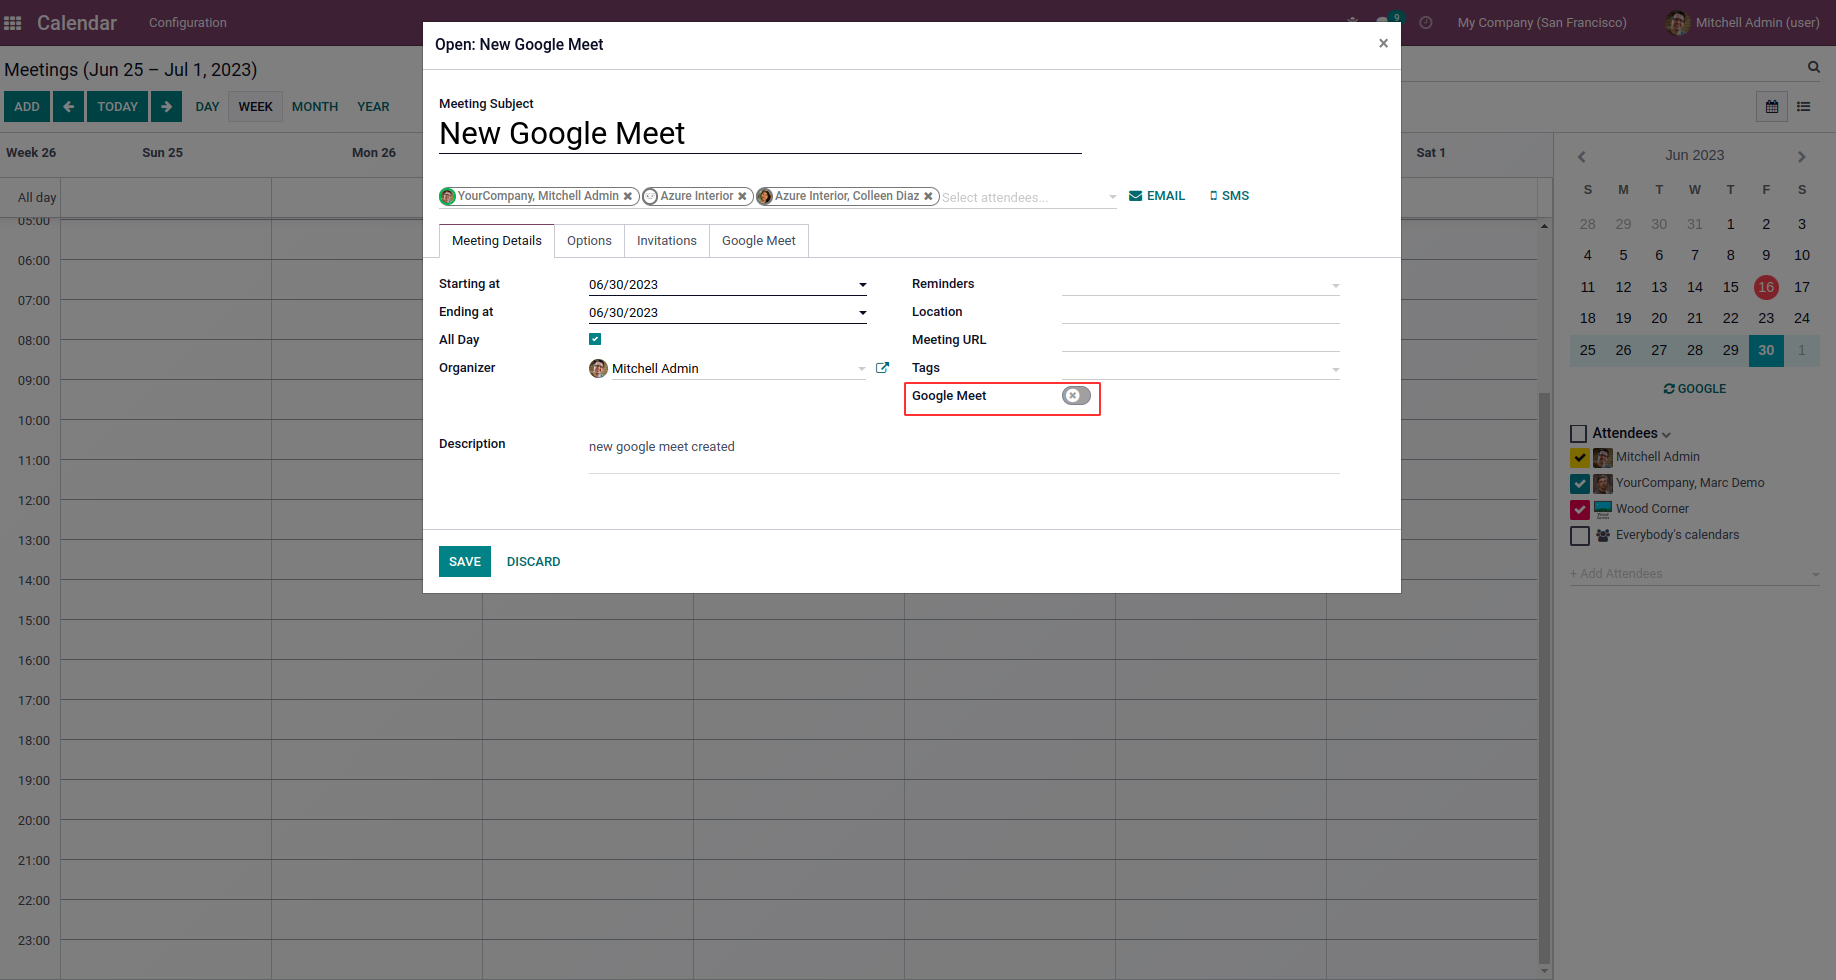 Calendar Configuration 9 My Company (San Francisco) Mitchell Admin (user)
Open: New Google Meet ×
Meetings (Jun 25 – Jul 1, 2023)
ADD TODAY DAY WEEK MONTH YEAR
Meeting Subject
New Google Meet
Week 26 Sun 25 Mon 26 Sat 1
All day
YourCompany, Mitchell Admin Azure Interior Azure Interior, Colleen Diaz Select attendees... EMAIL SMS
Meeting Details Options Invitations Google Meet
Starting at 06/30/2023
Ending at 06/30/2023
All Day
Organizer Mitchell Admin
Reminders
Location
Meeting URL
Tags
Google Meet
Description new google meet created
SAVE DISCARD
05:00
06:00
07:00
08:00
09:00
10:00
11:00
12:00
13:00
14:00
15:00
16:00
17:00
18:00
19:00
20:00
21:00
22:00
23:00
Jun 2023
S M T W T F S
28 29 30 31 1 2 3
4 5 6 7 8 9 10
11 12 13 14 15 16 17
18 19 20 21 22 23 24
25 26 27 28 29 30 1
GOOGLE
Attendees
Mitchell Admin
YourCompany, Marc Demo
Wood Corner
Everybody's calendars
+ Add Attendees